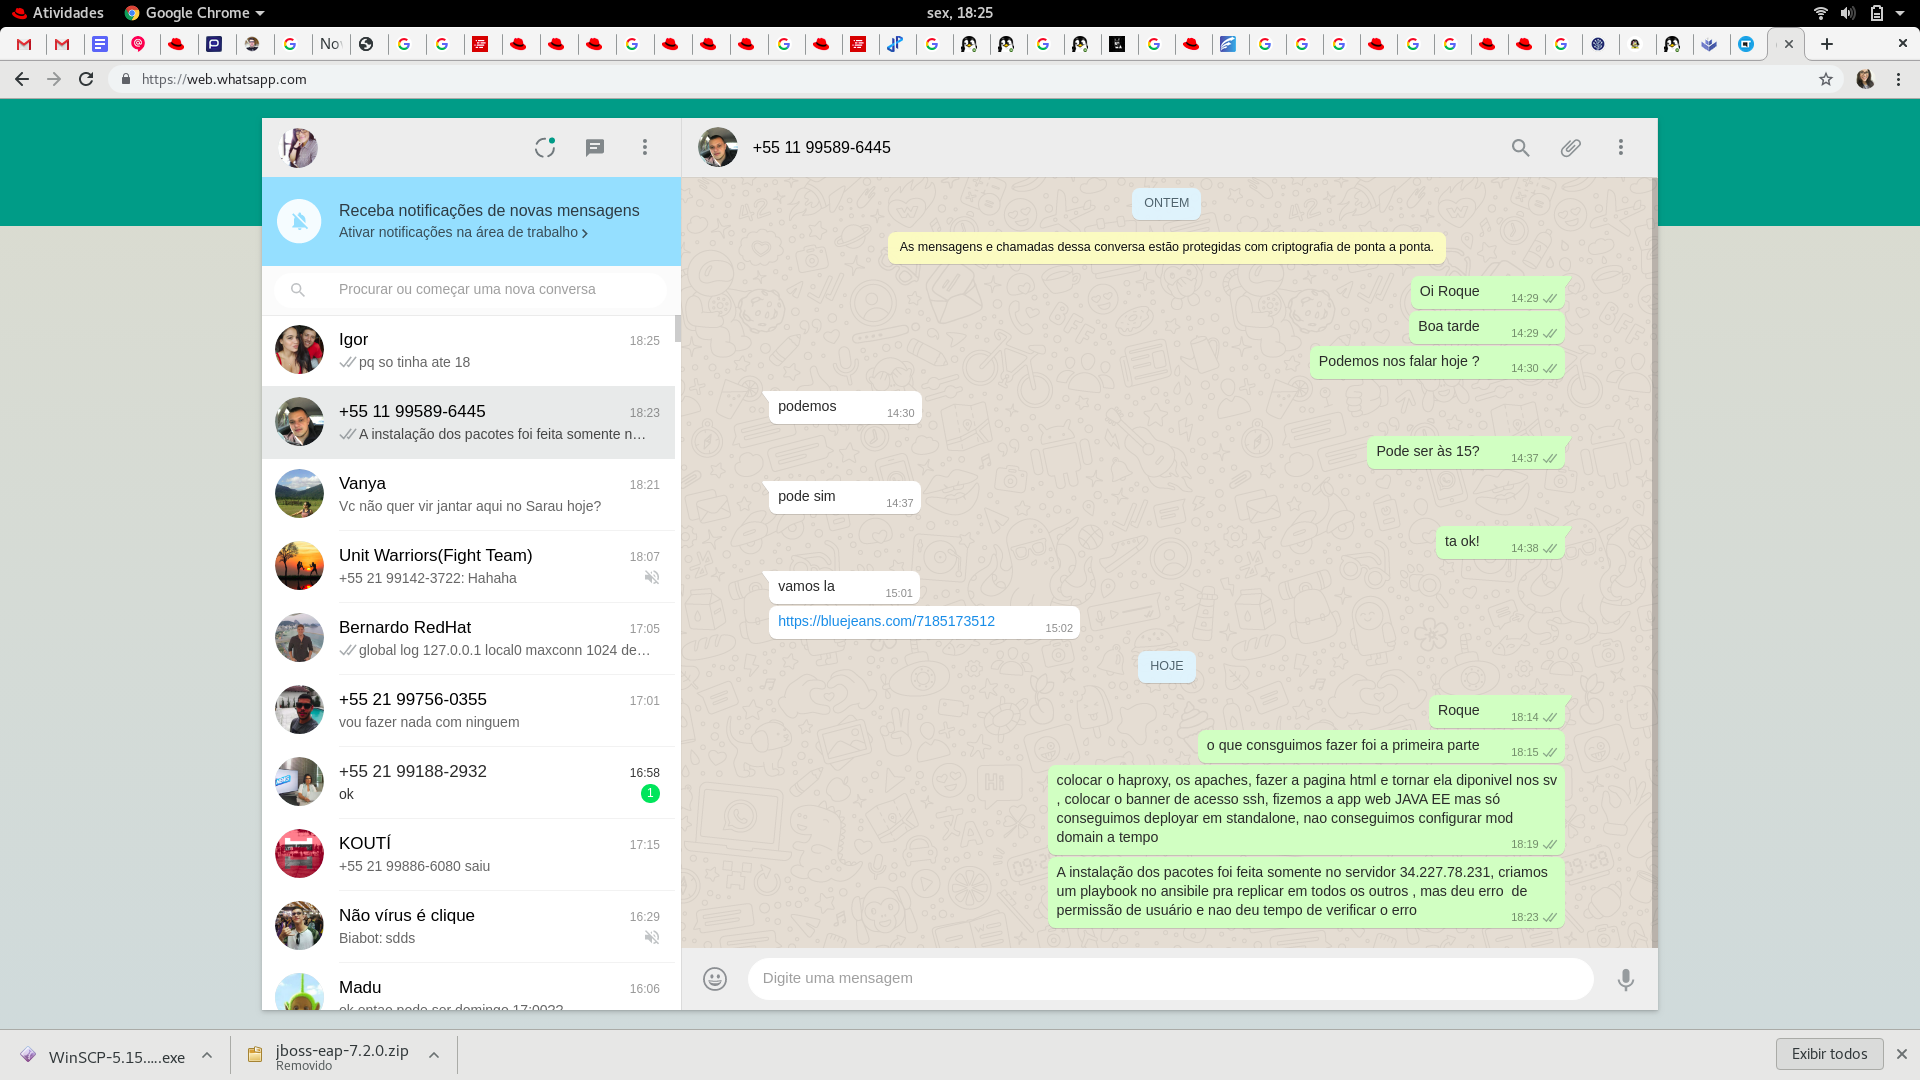 Atividades
Google Chrome
sex, 18:25
Nov
https://web.whatsapp.com
Receba notificações de novas mensagens
Ativar notificações na área de trabalho
Procurar ou começar uma nova conversa
Igor
18:25
pq so tinha ate 18
+55 11 99589-6445
18:23
A instalação dos pacotes foi feita somente n…
Vanya
18:21
Vc não quer vir jantar aqui no Sarau hoje?
Unit Warriors(Fight Team)
18:07
+55 21 99142-3722: Hahaha
Bernardo RedHat
17:05
global log 127.0.0.1 local0 maxconn 1024 de…
+55 21 99756-0355
17:01
vou fazer nada com ninguem
+55 21 99188-2932
16:58
ok
1
KOUTÍ
17:15
+55 21 99886-6080 saiu
Não vírus é clique
16:29
Biabot: sdds
Madu
16:06
ok entao pode ser domingo 17:00??
+55 11 99589-6445
ONTEM
As mensagens e chamadas dessa conversa estão protegidas com criptografia de ponta a ponta.
Oi Roque
14:29
Boa tarde
14:29
Podemos nos falar hoje ?
14:30
podemos
14:30
Pode ser às 15?
14:37
pode sim
14:37
ta ok!
14:38
vamos la
15:01
https://bluejeans.com/7185173512
15:02
HOJE
Roque
18:14
o que consguimos fazer foi a primeira parte
18:15
colocar o haproxy, os apaches, fazer a pagina html e tornar ela diponivel nos sv
, colocar o banner de acesso ssh, fizemos a app web JAVA EE mas só
conseguimos deployar em standalone, nao conseguimos configurar mod
domain a tempo
18:19
A instalação dos pacotes foi feita somente no servidor 34.227.78.231, criamos
um playbook no ansibile pra replicar em todos os outros , mas deu erro  de
permissão de usuário e nao deu tempo de verificar o erro
18:23
Digite uma mensagem
WinSCP-5.15.....exe
jboss-eap-7.2.0.zip
Removido
Exibir todos